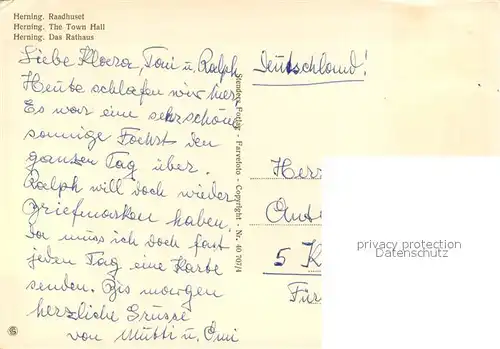 Herning. Raadhuset
Herning. The Town Hall
Herning. Das Rathaus
Liebe Klara, Toni u. Ralph
Heute schlafen wir hier.
Es war eine sehr schöne
sonnige Fahrt den
ganzen Tag über.
Ralph will doch wieder
Briefmarken haben,
da muss ich doch fast
jeden Tag eine Karte
senden. Bis morgen
herzliche Grüsse
von Mutti u. Omi
Stenders Forlag - Farvefoto - Copyright - Nr. 40 707/4
Deutschland!
Herr
5 K
Für
privacy protection
Datenschutz